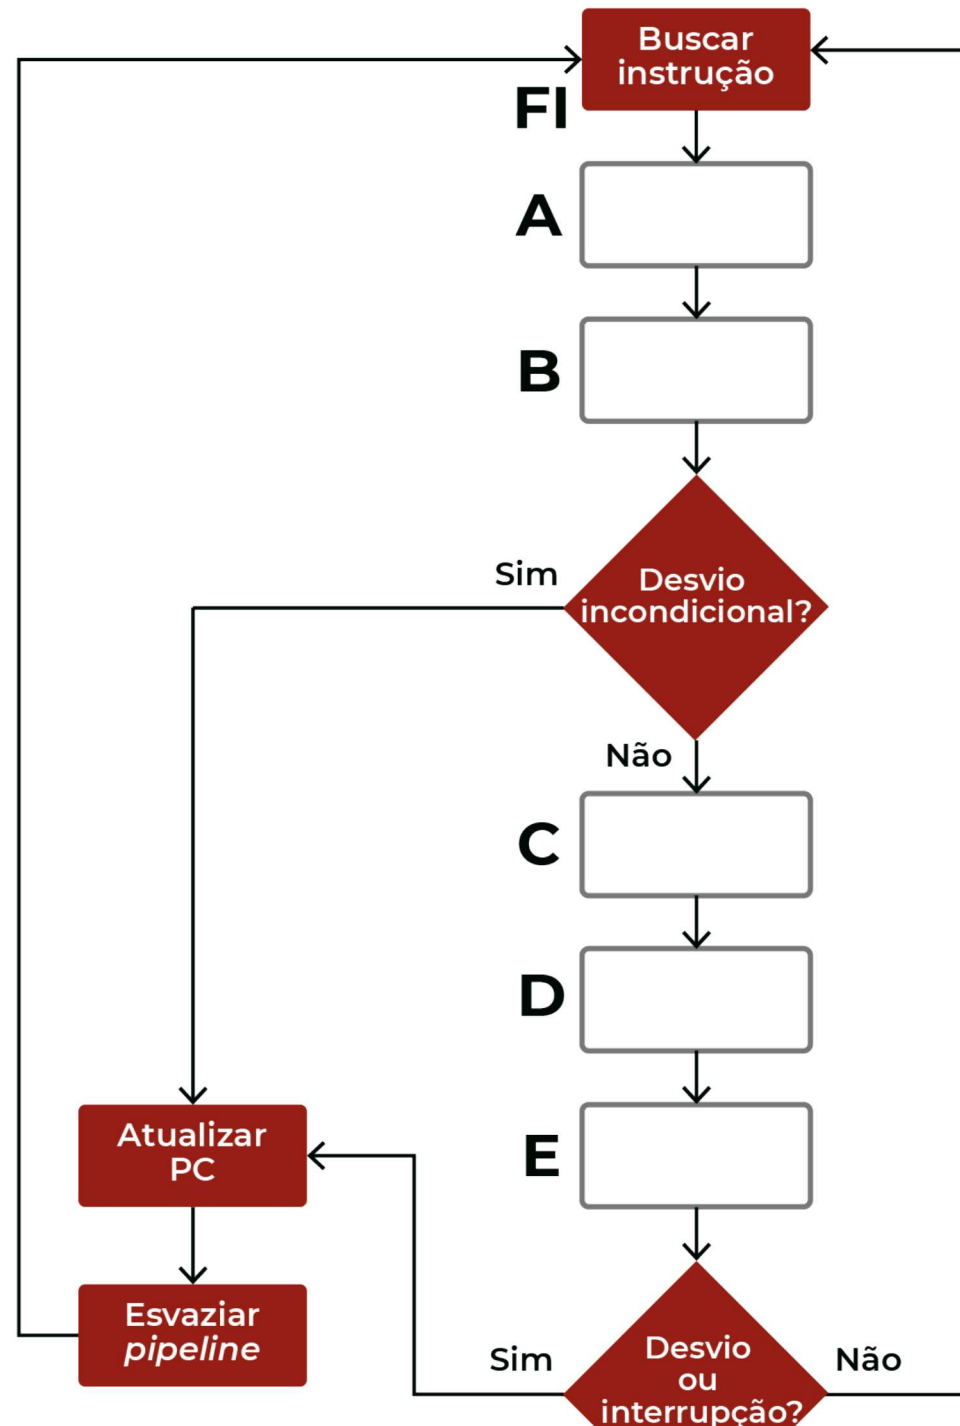 Buscar
instrução
FI
A
B
Desvio
incondicional?
Sim
Não
C
D
E
Atualizar
PC
Esvaziar
pipeline
Sim
Desvio
ou
interrupção?
Não